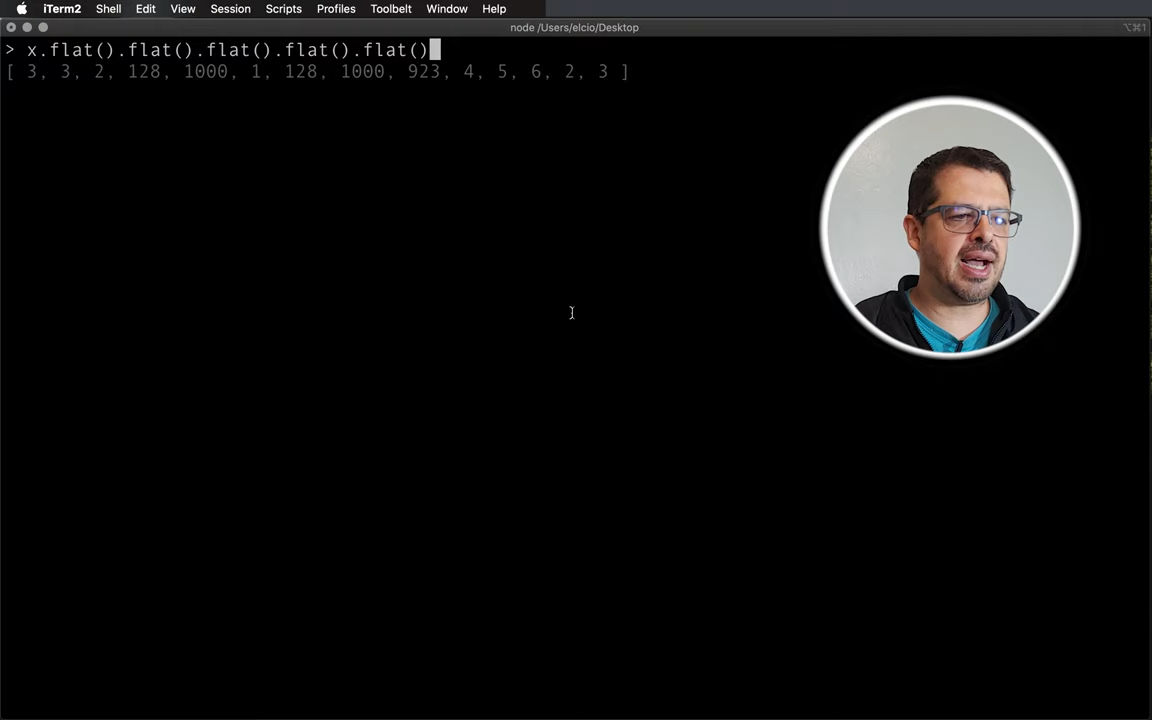 iTerm2 Shell Edit View Session Scripts Profiles Toolbelt Window Help
node /Users/elcio/Desktop
⌥⌘1
> x.flat().flat().flat().flat().flat()
[ 3, 3, 2, 128, 1000, 1, 128, 1000, 923, 4, 5, 6, 2, 3 ]